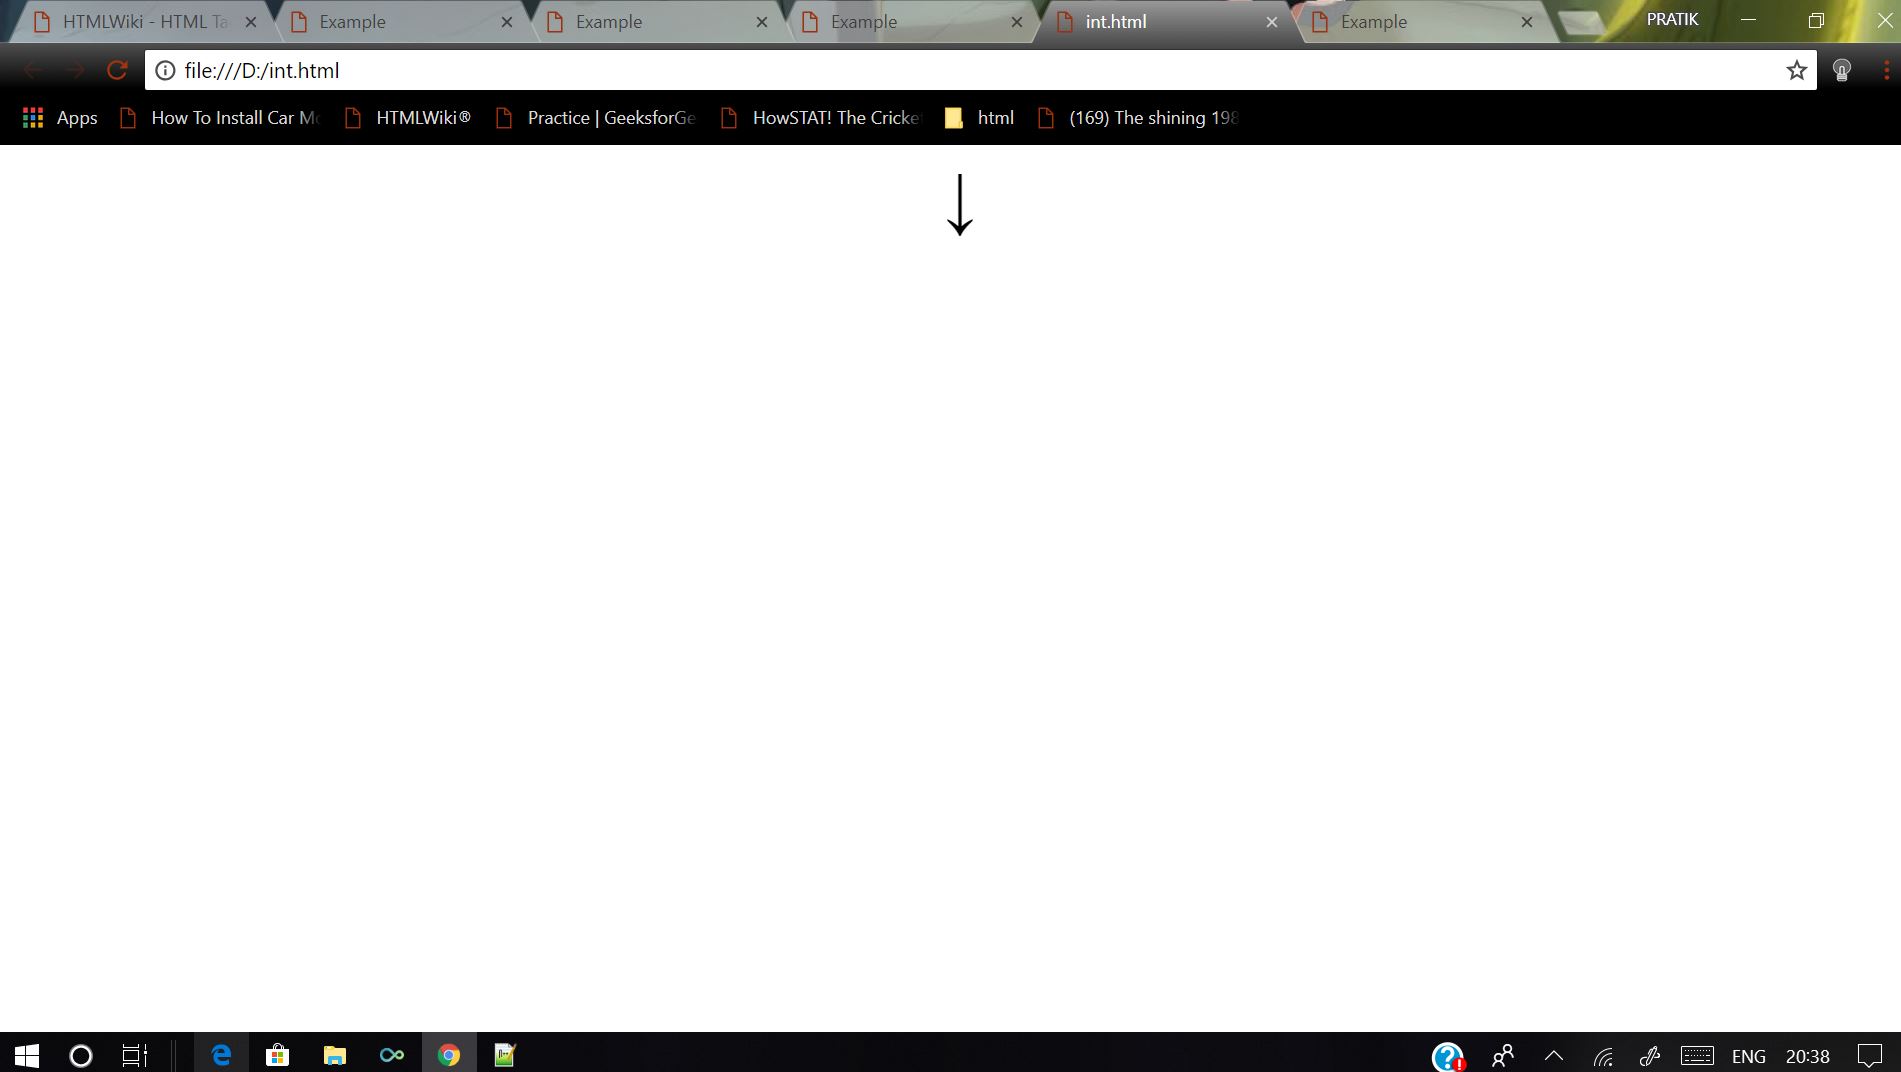 HTMLWiki - HTML Ta
Example
Example
Example
int.html
Example
PRATIK
file:///D:/int.html
Apps
How To Install Car Mo
HTMLWiki®
Practice | GeeksforGe
HowSTAT! The Cricke
html
(169) The shining 198
ENG
20:38